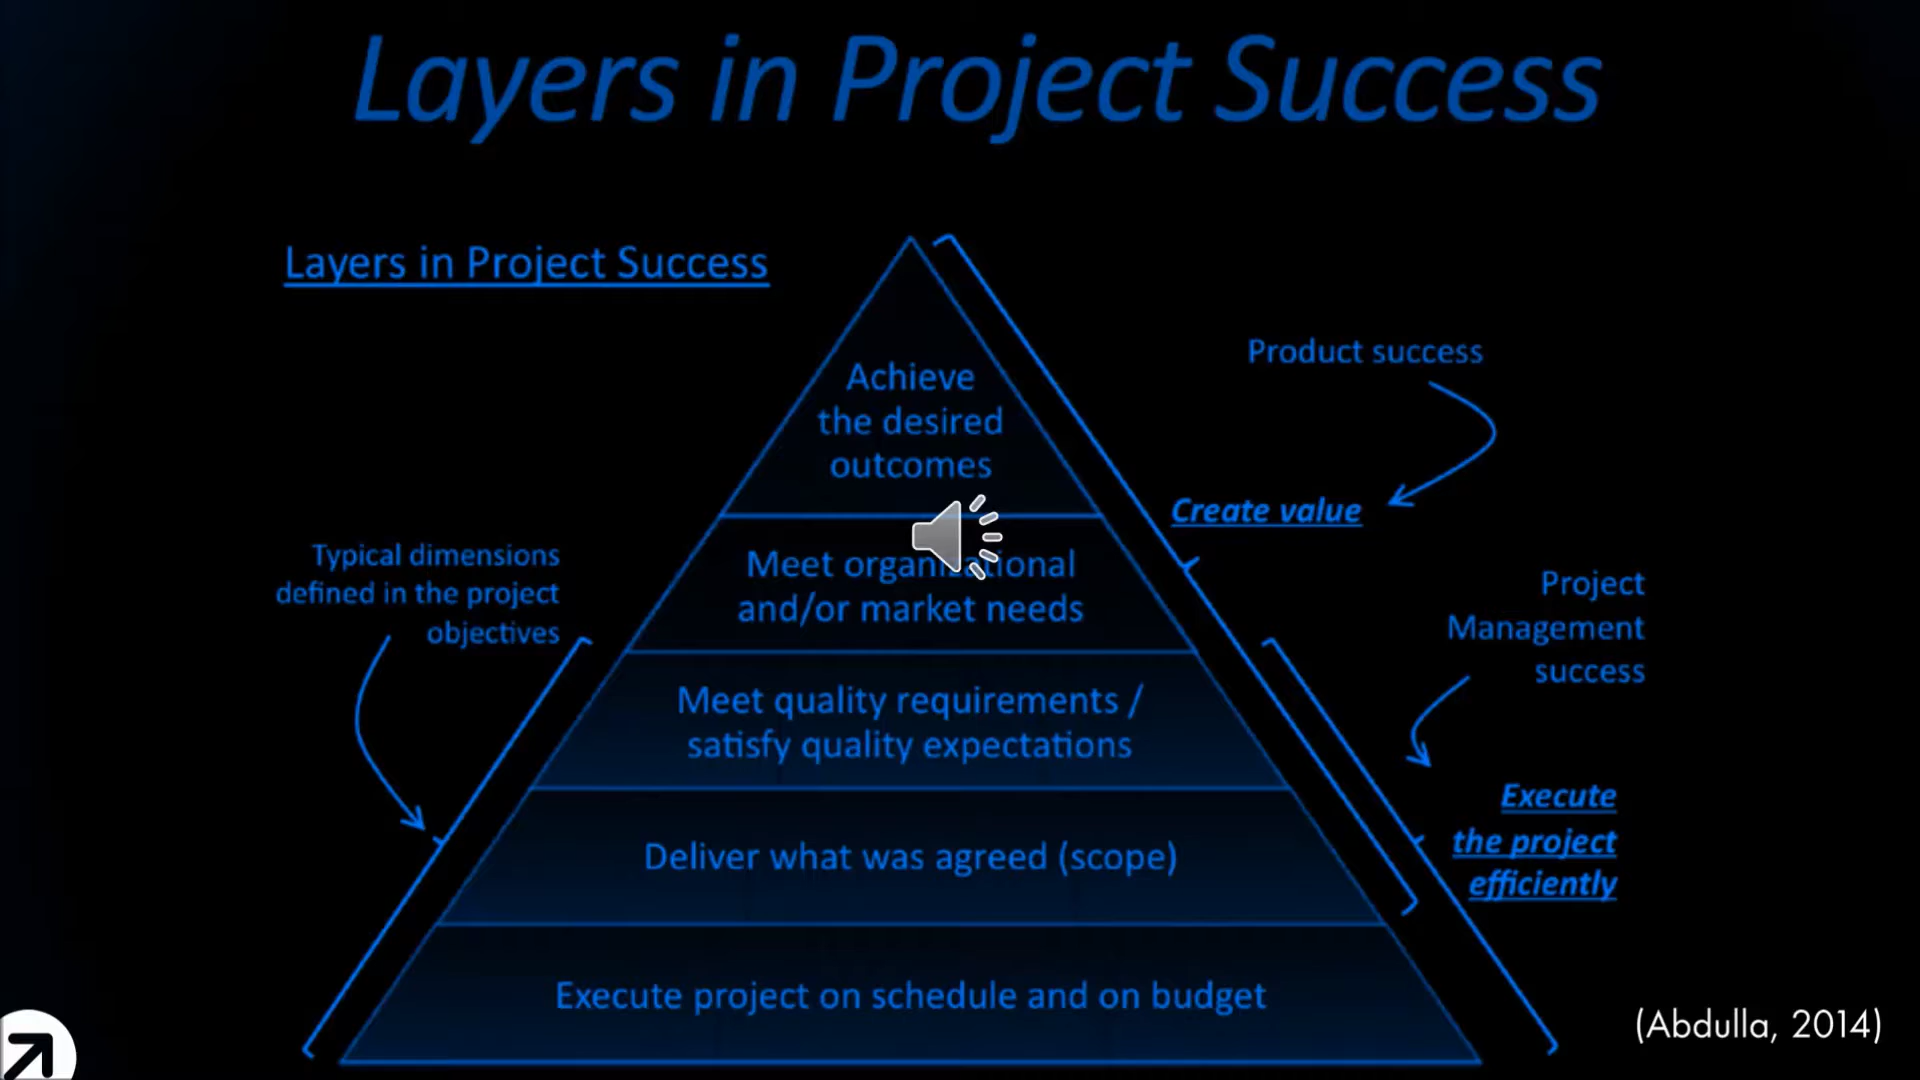 Layers in Project Success
Layers in Project Success
Achieve
the desired
outcomes
Product success
Create value
Typical dimensions
defined in the project
objectives
Meet organizational
and/or market needs
Project
Management
success
Meet quality requirements /
satisfy quality expectations
Execute
the project
efficiently
Deliver what was agreed (scope)
Execute project on schedule and on budget
(Abdulla, 2014)